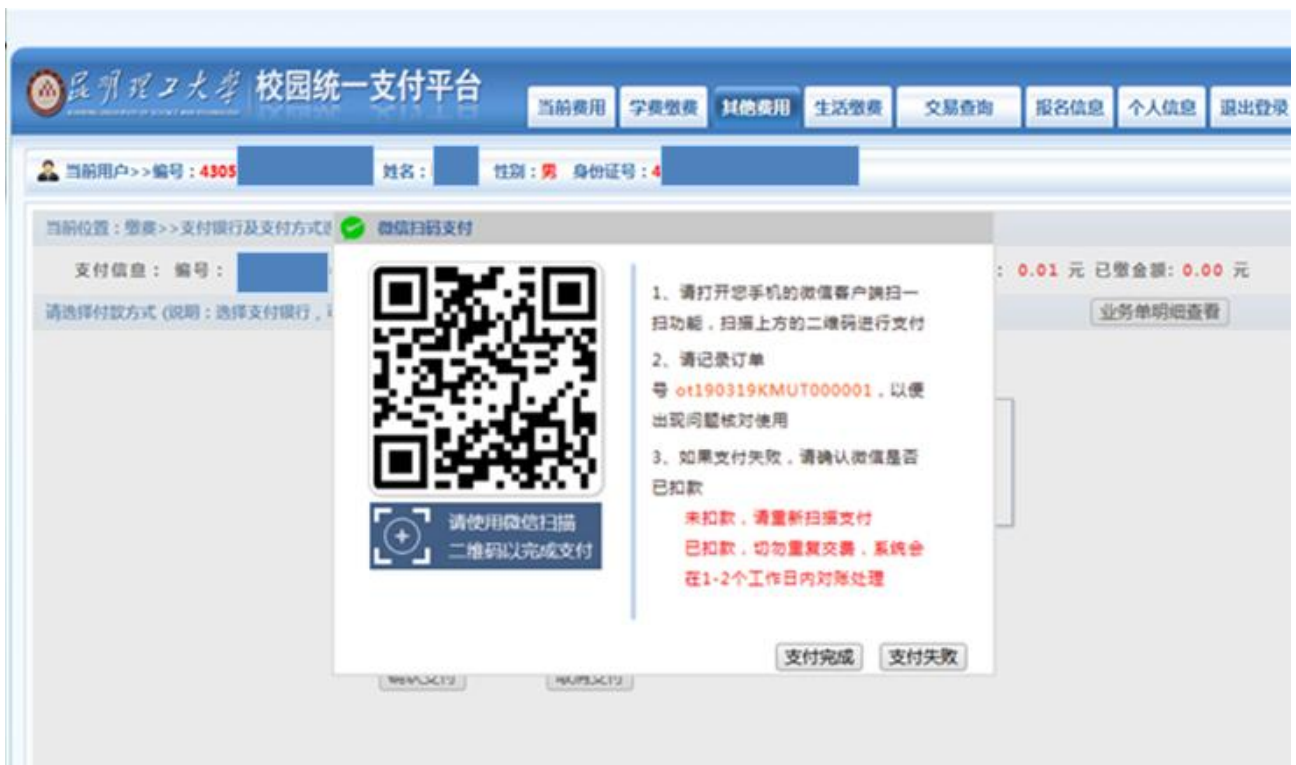 昆明理工大学 校园统一支付平台
当前费用 学费缴费 其他费用 生活缴费 交易查询 报名信息 个人信息 退出登录
当前用户>>编号：4305 姓名： 性别：男 身份证号：4
当前位置：缴费>>支付银行及支付方式
微信扫码支付
支付信息： 编号： ： 0.01 元 已缴金额: 0.00 元
请选择付款方式 (说明：选择支付银行，
业务单明细查看
1、请打开您手机的微信客户端扫一
扫功能，扫描上方的二维码进行支付
2、请记录订单
号 ot190319KMUT000001，以便
出现问题核对使用
3、如果支付失败，请确认微信是否
已扣款
未扣款，请重新扫描支付
已扣款，切勿重复交费，系统会
在1-2个工作日内对账处理
请使用微信扫描
二维码以完成支付
支付完成 支付失败
确认支付 取消支付